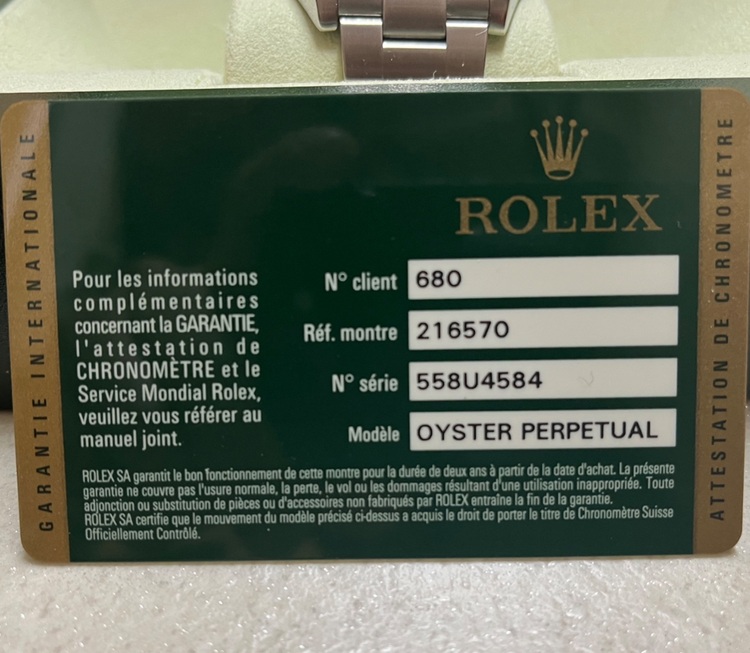 GARANTIE INTERNATIONALE
ROLEX
Pour les informations
complémentaires
concernant la GARANTIE,
l'attestation de
CHRONOMÈTRE et le
Service Mondial Rolex,
veuillez vous référer au
manuel joint.
N° client 680
Réf. montre 216570
N° série 558U4584
Modèle OYSTER PERPETUAL
ROLEX SA garantit le bon fonctionnement de cette montre pour la durée de deux ans à partir de la date d'achat. La présente
garantie ne couvre pas l'usure normale, la perte, le vol ou les dommages résultant d'une utilisation inappropriée. Toute
adjonction ou substitution de pièces ou d'accessoires non fabriqués par ROLEX entraîne la fin de la garantie.
ROLEX SA certifie que le mouvement du modèle précisé ci-dessus a acquis le droit de porter le titre de Chronomètre Suisse
Officiellement Contrôlé.
ATTESTATION DE CHRONOMETRE